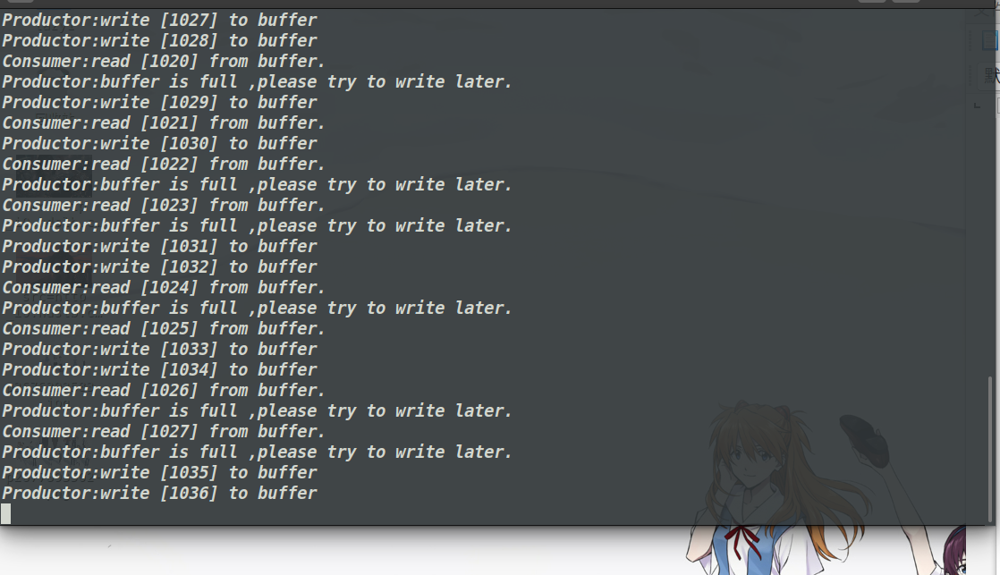 Productor:write [1027] to buffer
Productor:write [1028] to buffer
Consumer:read [1020] from buffer.
Productor:buffer is full ,please try to write later.
Productor:write [1029] to buffer
Consumer:read [1021] from buffer.
Productor:write [1030] to buffer
Consumer:read [1022] from buffer.
Productor:buffer is full ,please try to write later.
Consumer:read [1023] from buffer.
Productor:buffer is full ,please try to write later.
Productor:write [1031] to buffer
Productor:write [1032] to buffer
Consumer:read [1024] from buffer.
Productor:buffer is full ,please try to write later.
Consumer:read [1025] from buffer.
Productor:write [1033] to buffer
Productor:write [1034] to buffer
Consumer:read [1026] from buffer.
Productor:buffer is full ,please try to write later.
Consumer:read [1027] from buffer.
Productor:buffer is full ,please try to write later.
Productor:write [1035] to buffer
Productor:write [1036] to buffer
默